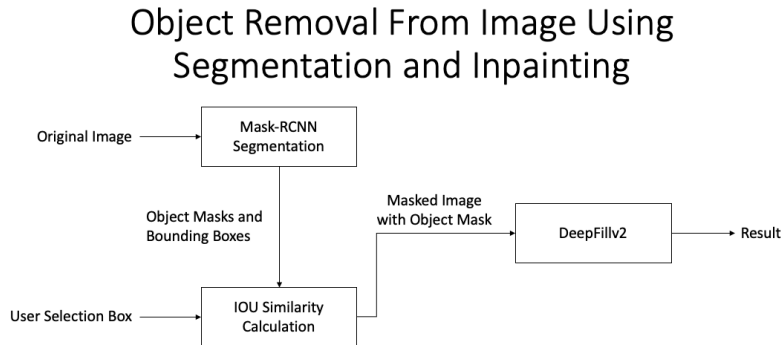 Object Removal From Image Using
Segmentation and Inpainting
Original Image
Mask-RCNN
Segmentation
Object Masks and
Bounding Boxes
Masked Image
with Object Mask
DeepFillv2
Result
User Selection Box
IOU Similarity
Calculation